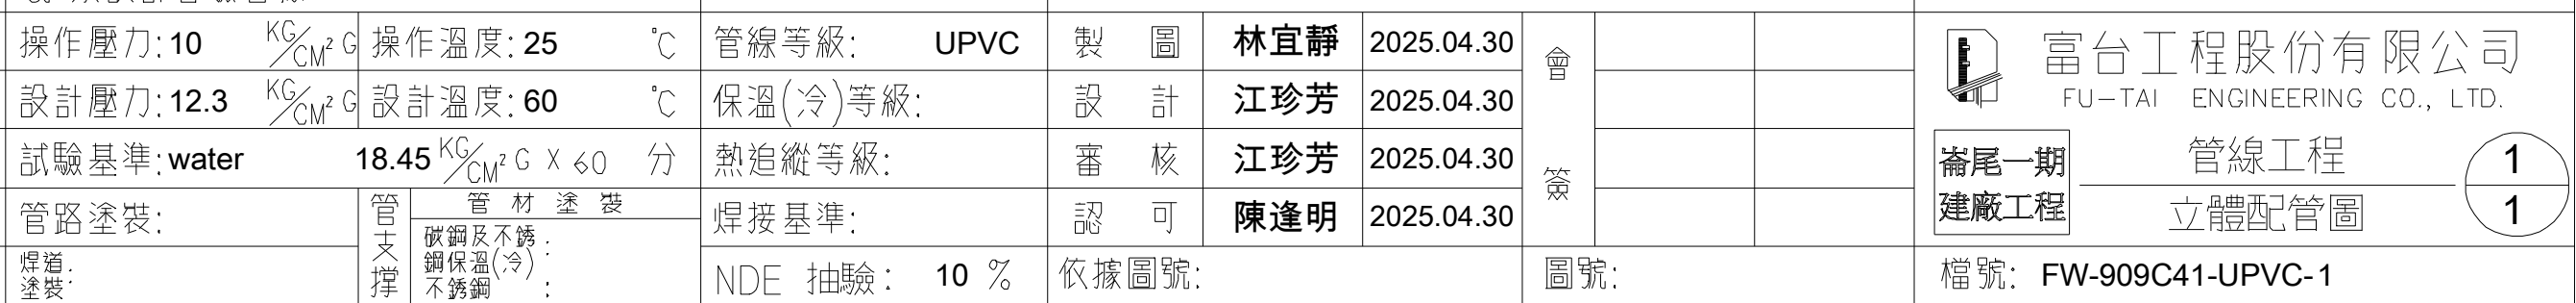 操作壓力:10 KG/CM² G 操作溫度:25 ℃ 管線等級: UPVC 製圖 林宜靜 2025.04.30
設計壓力:12.3 KG/CM² G 設計溫度:60 ℃ 保溫(冷)等級: 設計 江珍芳 2025.04.30
試驗基準:water 18.45 KG/CM² G X 60 分 熱追縱等級: 審核 江珍芳 2025.04.30
管路塗裝: 管材塗裝 焊接基準: 認可 陳逢明 2025.04.30
管支撐
碳鋼及不銹:
鋼保溫(冷)
不銹鋼:
焊道:
塗裝
NDE 抽驗: 10 % 依據圖號: 圖號: 檔號: FW-909C41-UPVC-1
會簽
富台工程股份有限公司
FU-TAI ENGINEERING CO., LTD.
崙尾一期
建廠工程
管線工程
立體配管圖
1
1